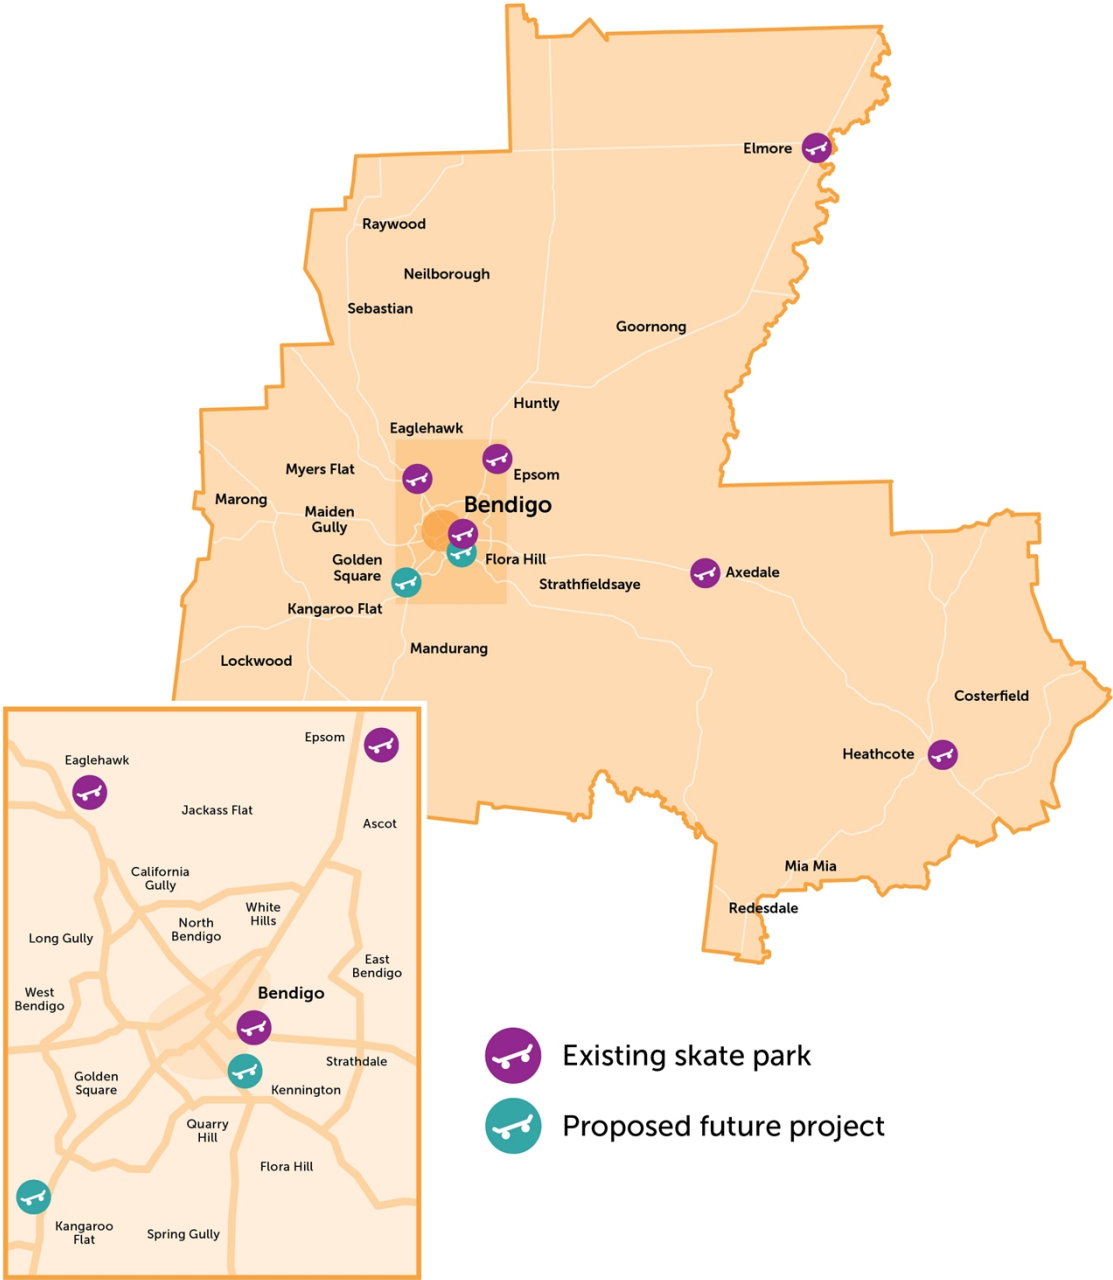 Elmore
Raywood
Neilborough
Sebastian
Goornong
Huntly
Eaglehawk
Myers Flat
Epsom
Marong
Bendigo
Maiden
Gully
Golden
Square
Flora Hill
Strathfieldsaye
Axedale
Kangaroo Flat
Mandurang
Lockwood
Costerfield
Heathcote
Mia Mia
Redesdale
Epsom
Eaglehawk
Jackass Flat
Ascot
California
Gully
White
Hills
North
Bendigo
Long Gully
East
Bendigo
West
Bendigo
Bendigo
Strathdale
Golden
Square
Kennington
Quarry
Hill
Flora Hill
Kangaroo
Flat
Spring Gully
Existing skate park
Proposed future project